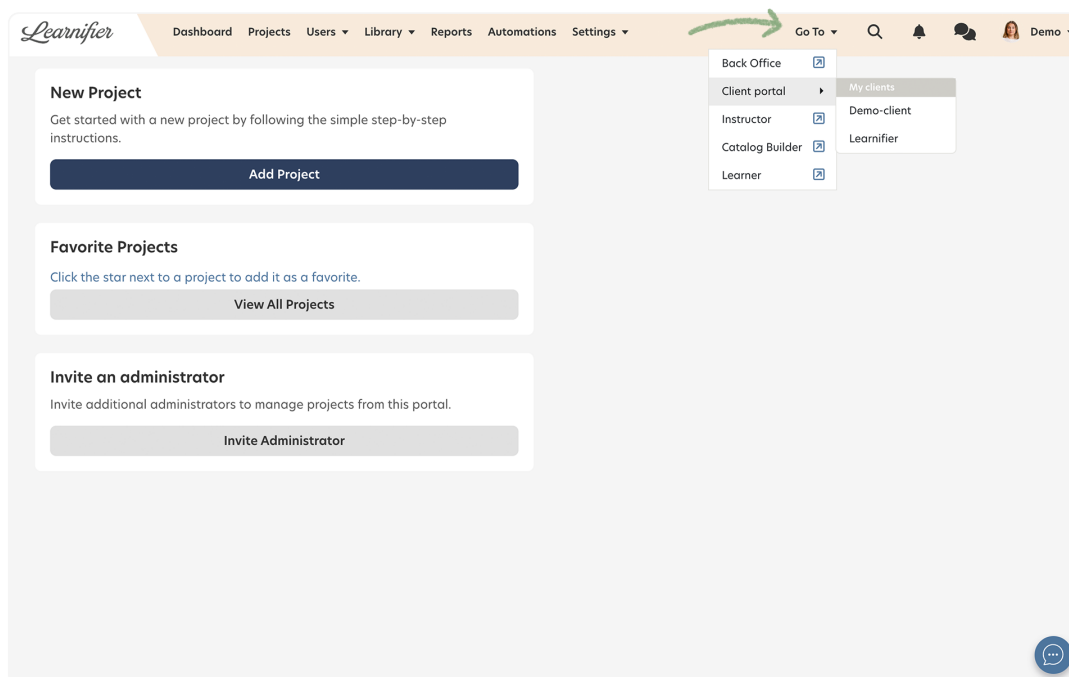 Learnifier
Dashboard Projects Users Library Reports Automations Settings Go To Demo
Back Office
Client portal My clients
Demo-client
Instructor
Learnifier
Catalog Builder
Learner
New Project
Get started with a new project by following the simple step-by-step
instructions.
Add Project
Favorite Projects
Click the star next to a project to add it as a favorite.
View All Projects
Invite an administrator
Invite additional administrators to manage projects from this portal.
Invite Administrator